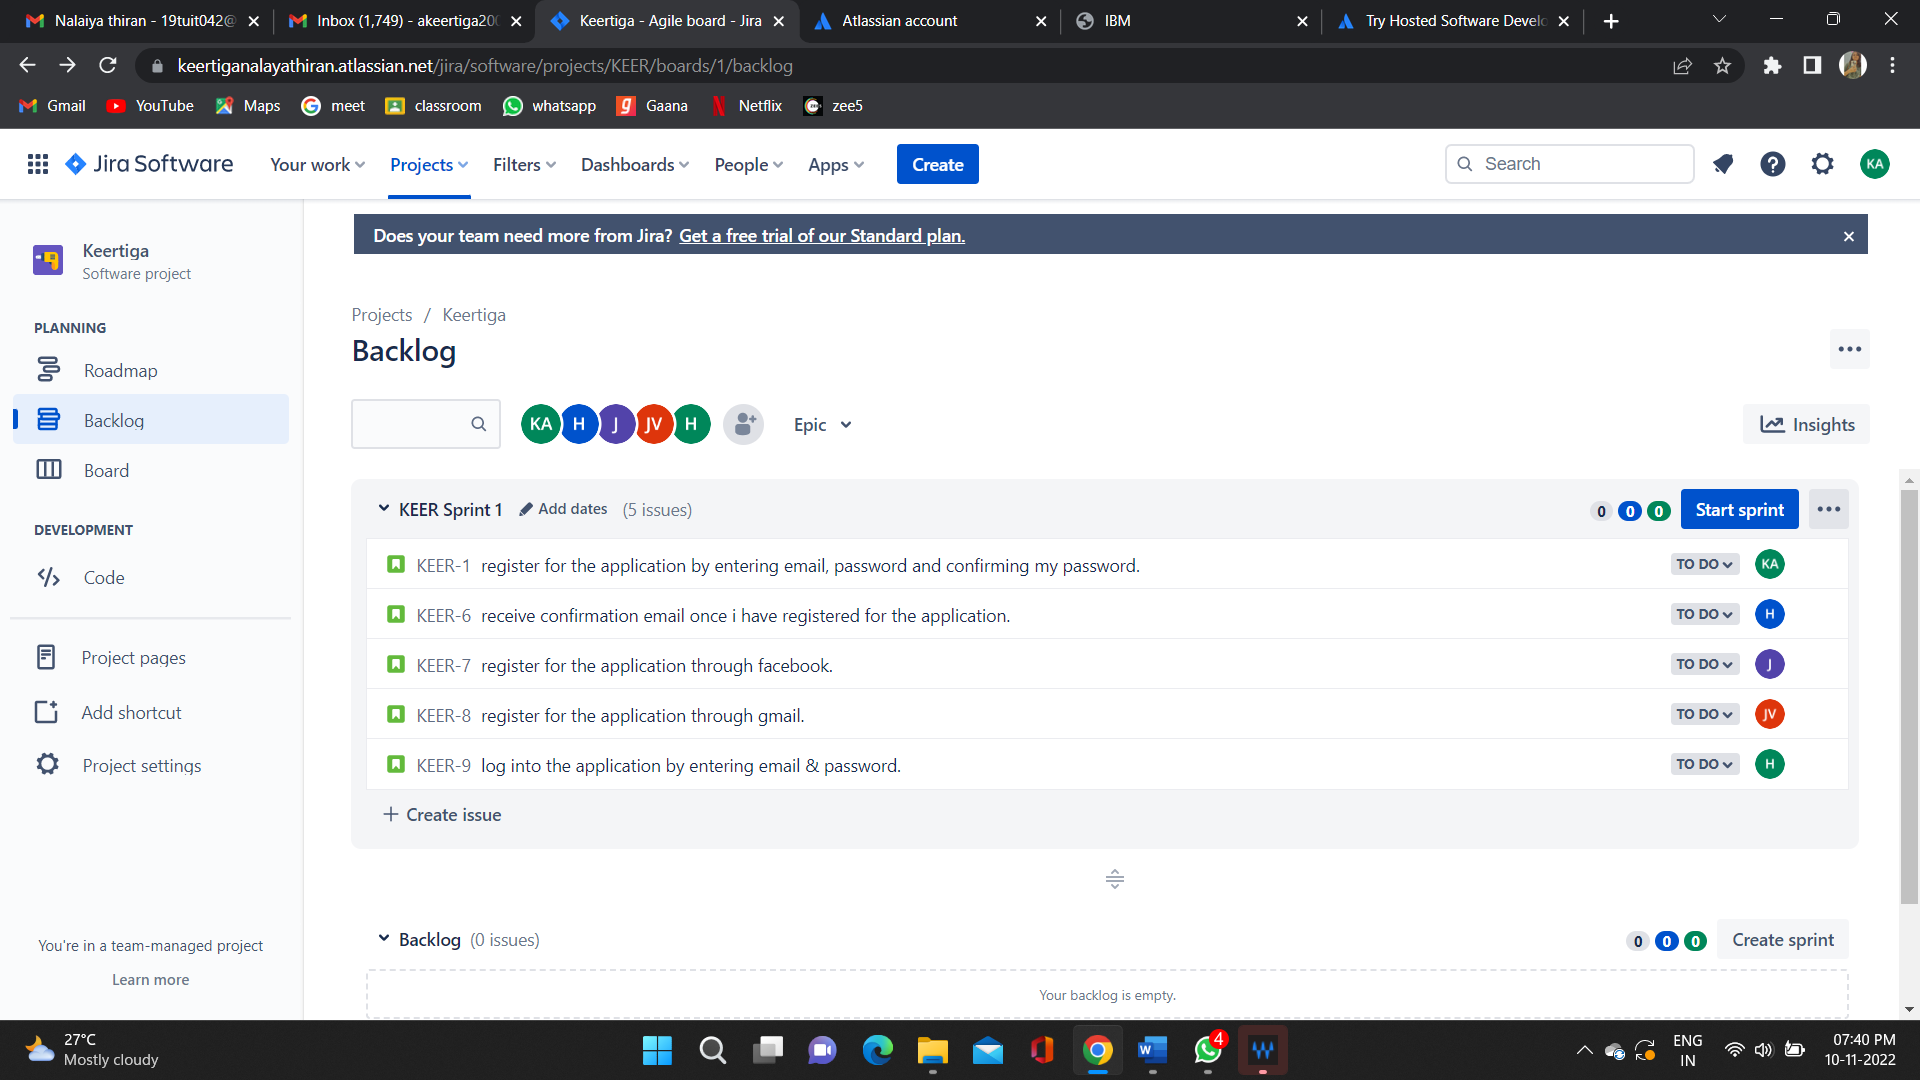 Nalaiya thiran - 19tuit042@
Inbox (1,749) - akeertiga200
Keertiga - Agile board - Jira
Atlassian account
IBM
Try Hosted Software Develo
keertiganalayathiran.atlassian.net/jira/software/projects/KEER/boards/1/backlog
Gmail YouTube Maps meet classroom whatsapp Gaana Netflix zee5
Jira Software Your work Projects Filters Dashboards People Apps Create Search KA
Does your team need more from Jira? Get a free trial of our Standard plan.
Keertiga
Software project
PLANNING
Roadmap
Backlog
Board
DEVELOPMENT
Code
Project pages
Add shortcut
Project settings
You're in a team-managed project
Learn more
Projects / Keertiga
Backlog
KA H J JV H Epic Insights
KEER Sprint 1 Add dates (5 issues) 0 0 0 Start sprint
KEER-1 register for the application by entering email, password and confirming my password. TO DO KA
KEER-6 receive confirmation email once i have registered for the application. TO DO H
KEER-7 register for the application through facebook. TO DO J
KEER-8 register for the application through gmail. TO DO JV
KEER-9 log into the application by entering email & password. TO DO H
Create issue
Backlog (0 issues) 0 0 0 Create sprint
Your backlog is empty.
27°C
Mostly cloudy
4
ENG
IN
07:40 PM
10-11-2022